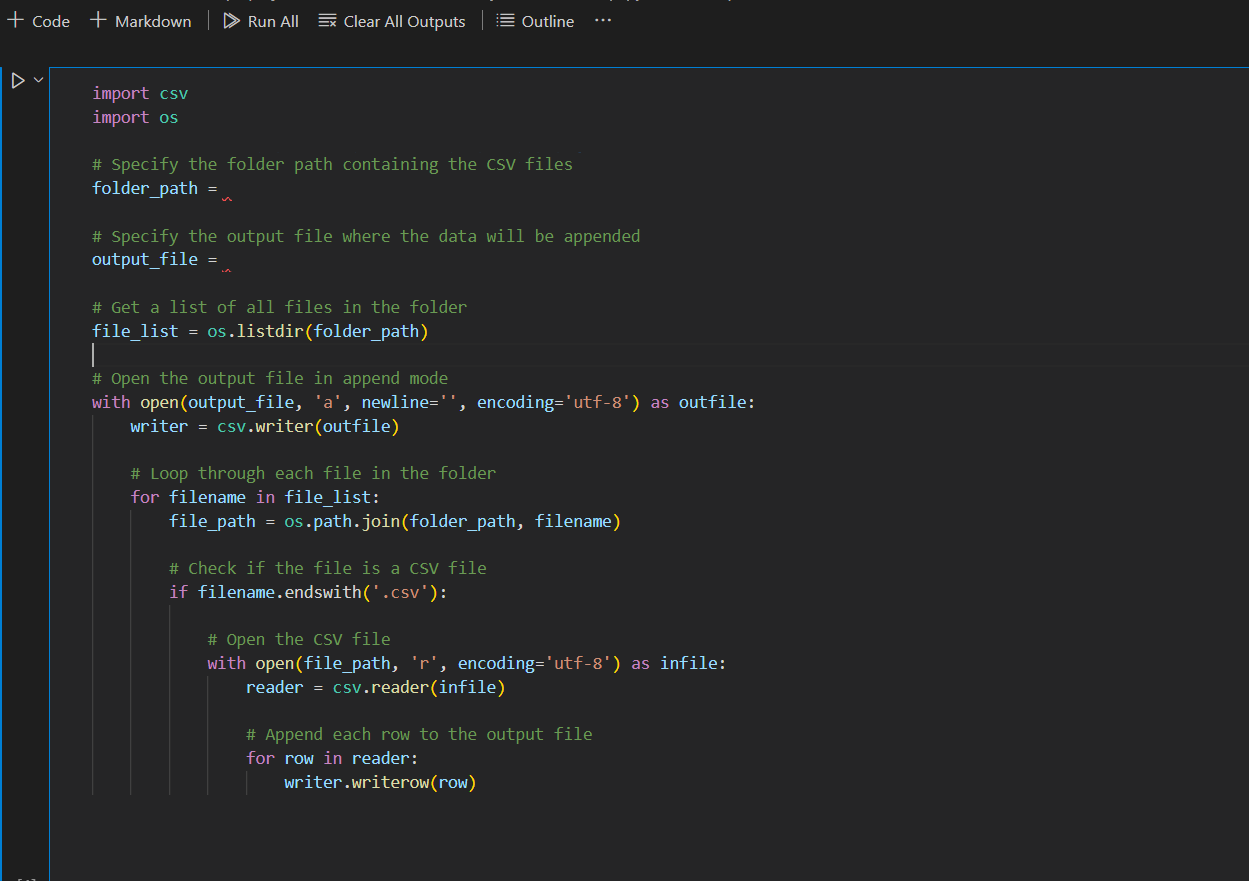 Code Markdown Run All Clear All Outputs Outline ...
import csv
import os
# Specify the folder path containing the CSV files
folder_path =
# Specify the output file where the data will be appended
output_file =
# Get a list of all files in the folder
file_list = os.listdir(folder_path)
# Open the output file in append mode
with open(output_file, 'a', newline='', encoding='utf-8') as outfile:
    writer = csv.writer(outfile)
    # Loop through each file in the folder
    for filename in file_list:
        file_path = os.path.join(folder_path, filename)
        # Check if the file is a CSV file
        if filename.endswith('.csv'):
            # Open the CSV file
            with open(file_path, 'r', encoding='utf-8') as infile:
                reader = csv.reader(infile)
                # Append each row to the output file
                for row in reader:
                    writer.writerow(row)